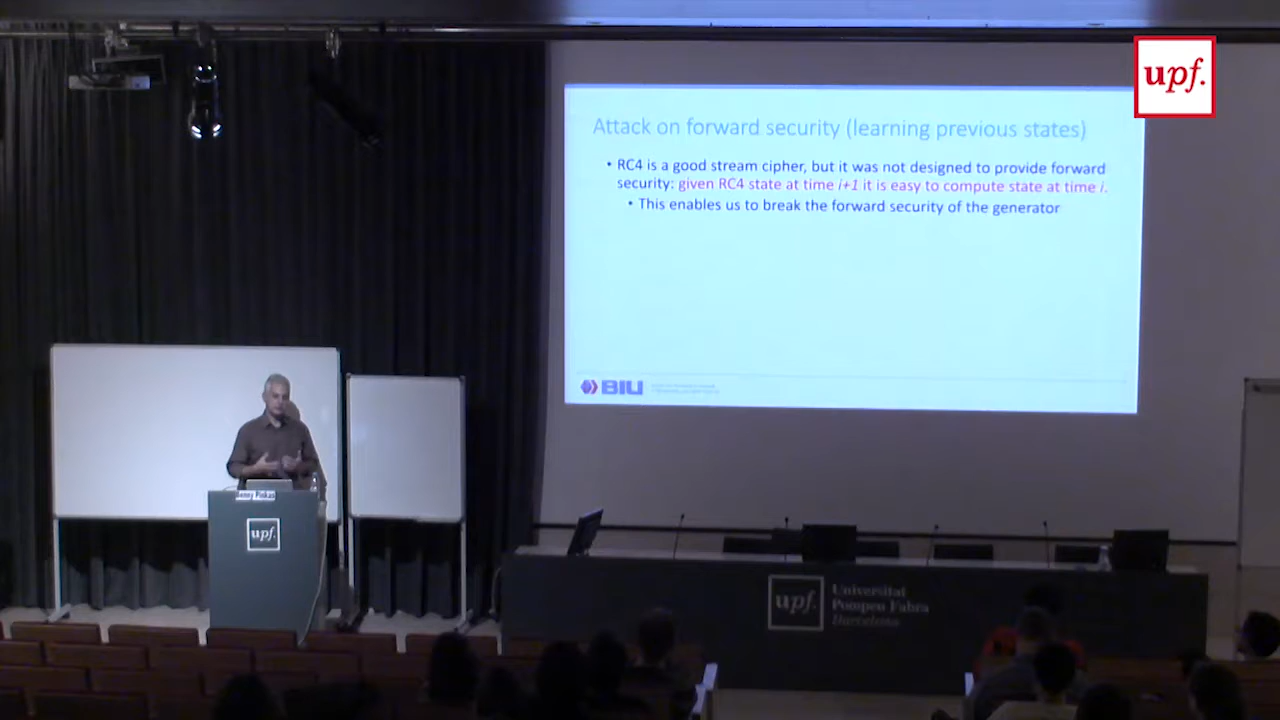 upf.
Attack on forward security (learning previous states)
• RC4 is a good stream cipher, but it was not designed to provide forward
security: given RC4 state at time i+1 it is easy to compute state at time i.
• This enables us to break the forward security of the generator
BIU
Benny Pinkas
upf.
upf.
Universitat
Pompeu Fabra
Barcelona